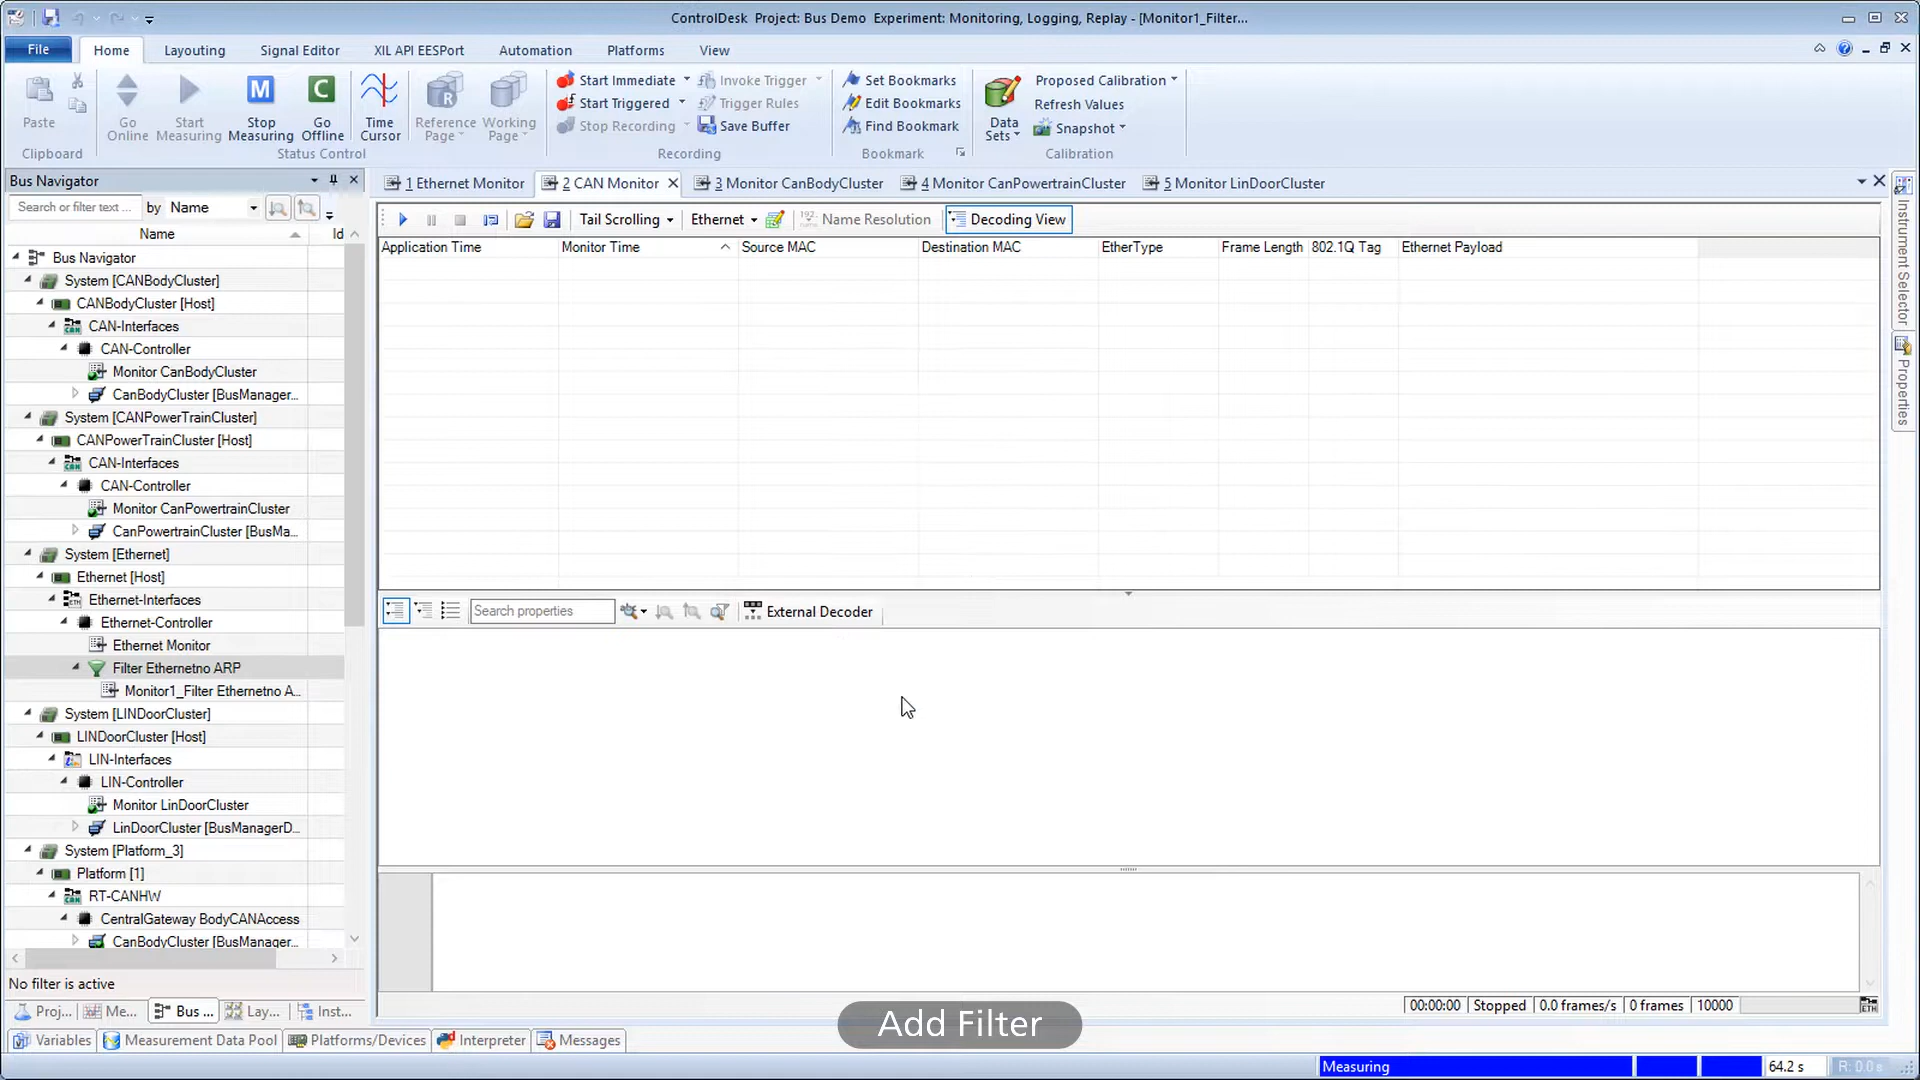 ControlDesk Project: Bus Demo Experiment: Monitoring, Logging, Replay - [Monitor1_Filter...
File Home Layouting Signal Editor XIL API EESPort Automation Platforms View
Paste
Go Online
Start Measuring
Stop Measuring
Go Offline
Time Cursor
Reference Page
Working Page
Start Immediate
Start Triggered
Stop Recording
Invoke Trigger
Trigger Rules
Save Buffer
Set Bookmarks
Edit Bookmarks
Find Bookmark
Data Sets
Proposed Calibration
Refresh Values
Snapshot
Clipboard Status Control Recording Bookmark Calibration
Bus Navigator
Search or filter text ... by Name
Name Id
Bus Navigator
System [CANBodyCluster]
CANBodyCluster [Host]
CAN-Interfaces
CAN-Controller
Monitor CanBodyCluster
CanBodyCluster [BusManager...
System [CANPowerTrainCluster]
CANPowerTrainCluster [Host]
CAN-Interfaces
CAN-Controller
Monitor CanPowertrainCluster
CanPowertrainCluster [BusMa...
System [Ethernet]
Ethernet [Host]
Ethernet-Interfaces
Ethernet-Controller
Ethernet Monitor
Filter Ethernetno ARP
Monitor1_Filter Ethernetno A...
System [LINDoorCluster]
LINDoorCluster [Host]
LIN-Interfaces
LIN-Controller
Monitor LinDoorCluster
LinDoorCluster [BusManagerD...
System [Platform_3]
Platform [1]
RT-CANHW
CentralGateway BodyCANAccess
CanBodyCluster [BusManager...
No filter is active
Proj... Me... Bus ... Lay... Inst...
1 Ethernet Monitor 2 CAN Monitor 3 Monitor CanBodyCluster 4 Monitor CanPowertrainCluster 5 Monitor LinDoorCluster
Tail Scrolling Ethernet Name Resolution Decoding View
Application Time Monitor Time Source MAC Destination MAC EtherType Frame Length 802.1Q Tag Ethernet Payload
Search properties External Decoder
00:00:00 Stopped 0.0 frames/s 0 frames 10000
Instrument Selector
Properties
Add Filter
Variables Measurement Data Pool Platforms/Devices Interpreter Messages
Measuring 64.2 s R: 0.0 s